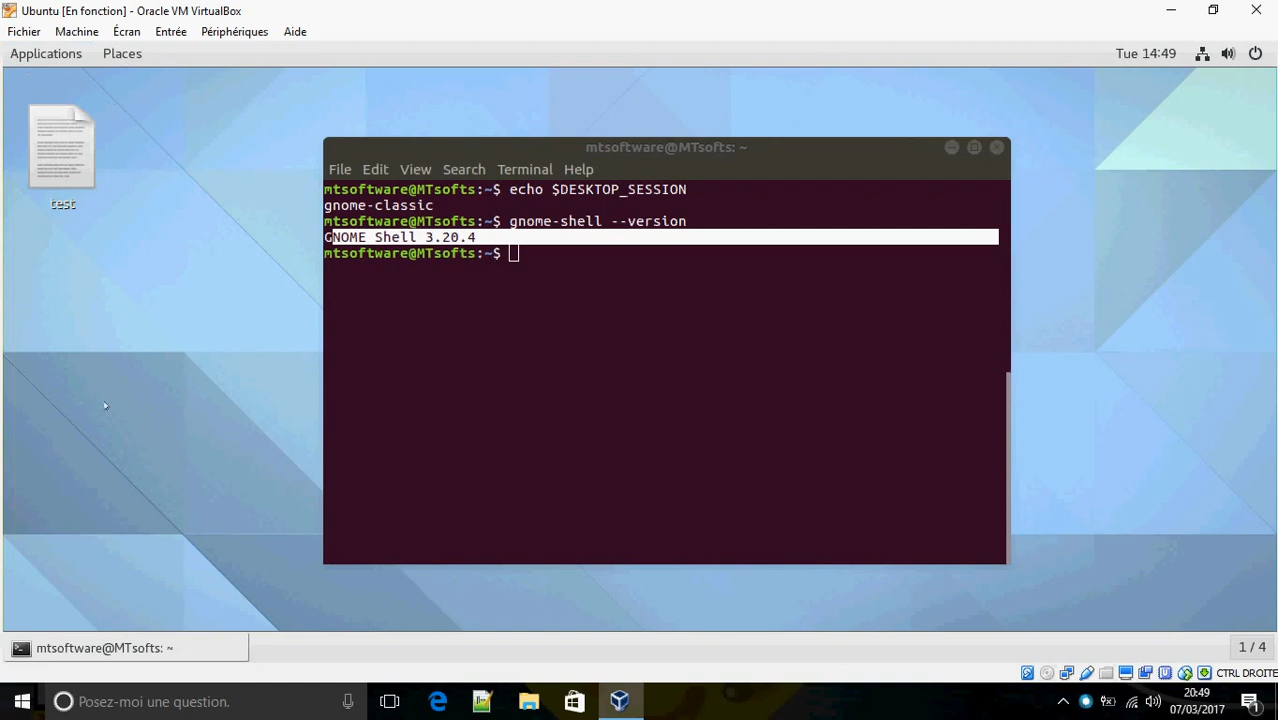 Ubuntu [En fonction] - Oracle VM VirtualBox
Fichier Machine Écran Entrée Périphériques Aide
Applications Places Tue 14:49
test
mtsoftware@MTsofts: ~
File Edit View Search Terminal Help
mtsoftware@MTsofts:~$ echo $DESKTOP_SESSION
gnome-classic
mtsoftware@MTsofts:~$ gnome-shell --version
GNOME Shell 3.20.4
mtsoftware@MTsofts:~$
mtsoftware@MTsofts: ~ 1 / 4
CTRL DROITE
Posez-moi une question. 20:49
07/03/2017
1